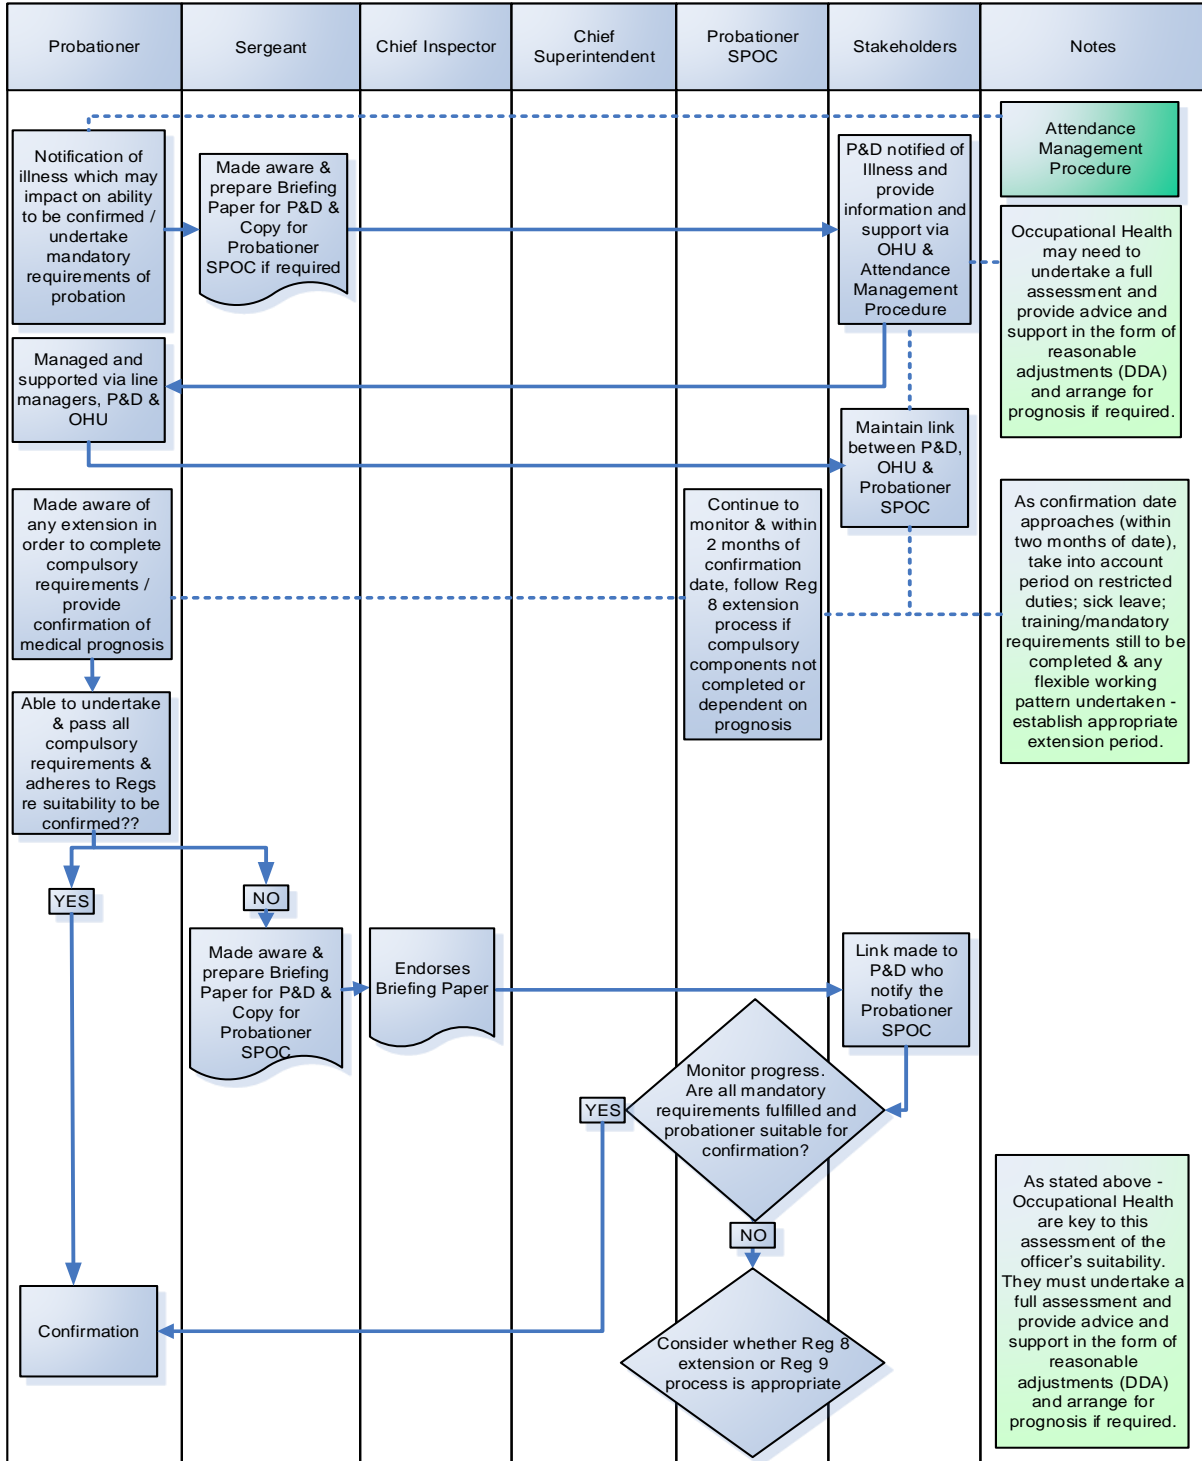 Probationer
Sergeant
Chief Inspector
Chief
Superintendent
Probationer
SPOC
Stakeholders
Notes
Notification of
illness which may
impact on ability
to be confirmed /
undertake
mandatory
requirements of
probation
Made aware &
prepare Briefing
Paper for P&D &
Copy for
Probationer
SPOC if required
P&D notified of
Illness and
provide
information and
support via
OHU &
Attendance
Management
Procedure
Attendance
Management
Procedure
Occupational Health
may need to
undertake a full
assessment and
provide advice and
support in the form of
reasonable
adjustments (DDA)
and arrange for
prognosis if required.
Managed and
supported via line
managers, P&D &
OHU
Maintain link
between P&D,
OHU &
Probationer
SPOC
Made aware of
any extension in
order to complete
compulsory
requirements /
provide
confirmation of
medical prognosis
Continue to
monitor & within
2 months of
confirmation
date, follow Reg
8 extension
process if
compulsory
components not
completed or
dependent on
prognosis
As confirmation date
approaches (within
two months of date),
take into account
period on restricted
duties; sick leave;
training/mandatory
requirements still to be
completed & any
flexible working
pattern undertaken -
establish appropriate
extension period.
Able to undertake
& pass all
compulsory
requirements &
adheres to Regs
re suitability to be
confirmed??
YES
NO
Made aware &
prepare Briefing
Paper for P&D &
Copy for
Probationer
SPOC
Endorses
Briefing Paper
Link made to
P&D who
notify the
Probationer
SPOC
Monitor progress.
Are all mandatory
requirements fulfilled and
probationer suitable for
confirmation?
YES
NO
Confirmation
Consider whether Reg 8
extension or Reg 9
process is appropriate
As stated above -
Occupational Health
are key to this
assessment of the
officer's suitability.
They must undertake a
full assessment and
provide advice and
support in the form of
reasonable
adjustments (DDA)
and arrange for
prognosis if required.